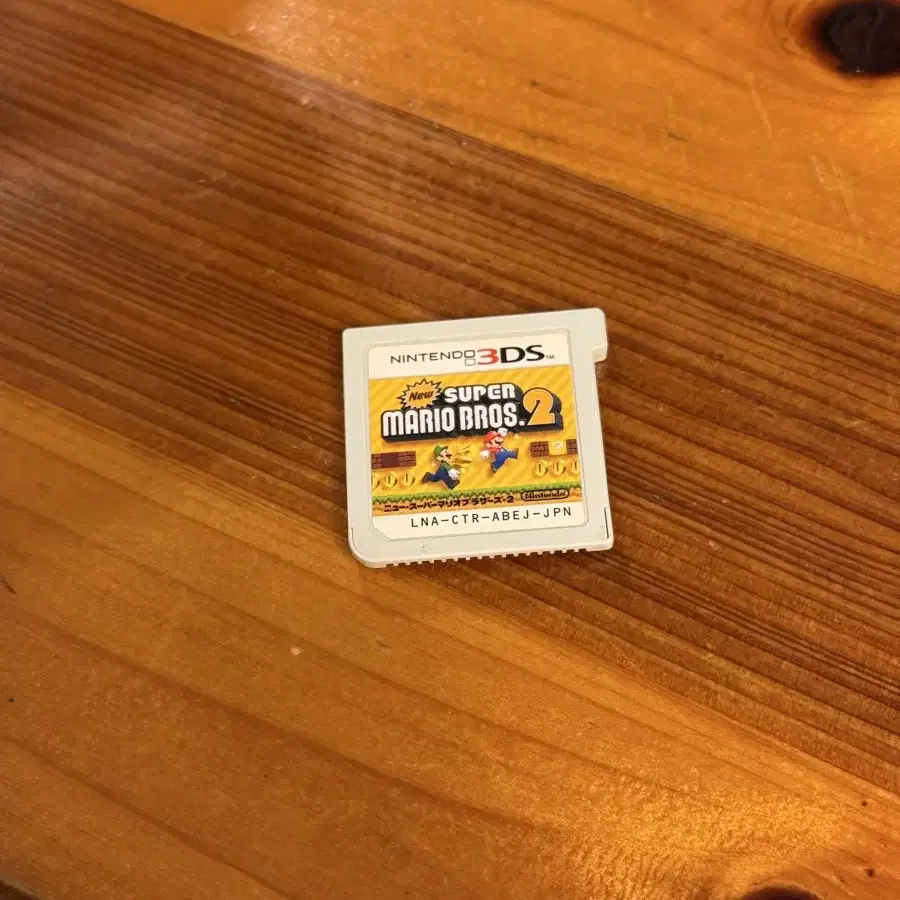 NINTENDO 3DS™
New SUPER
MARIO BROS. 2
ニュー・スーパーマリオブラザーズ・2
Nintendo
LNA-CTR-ABEJ-JPN